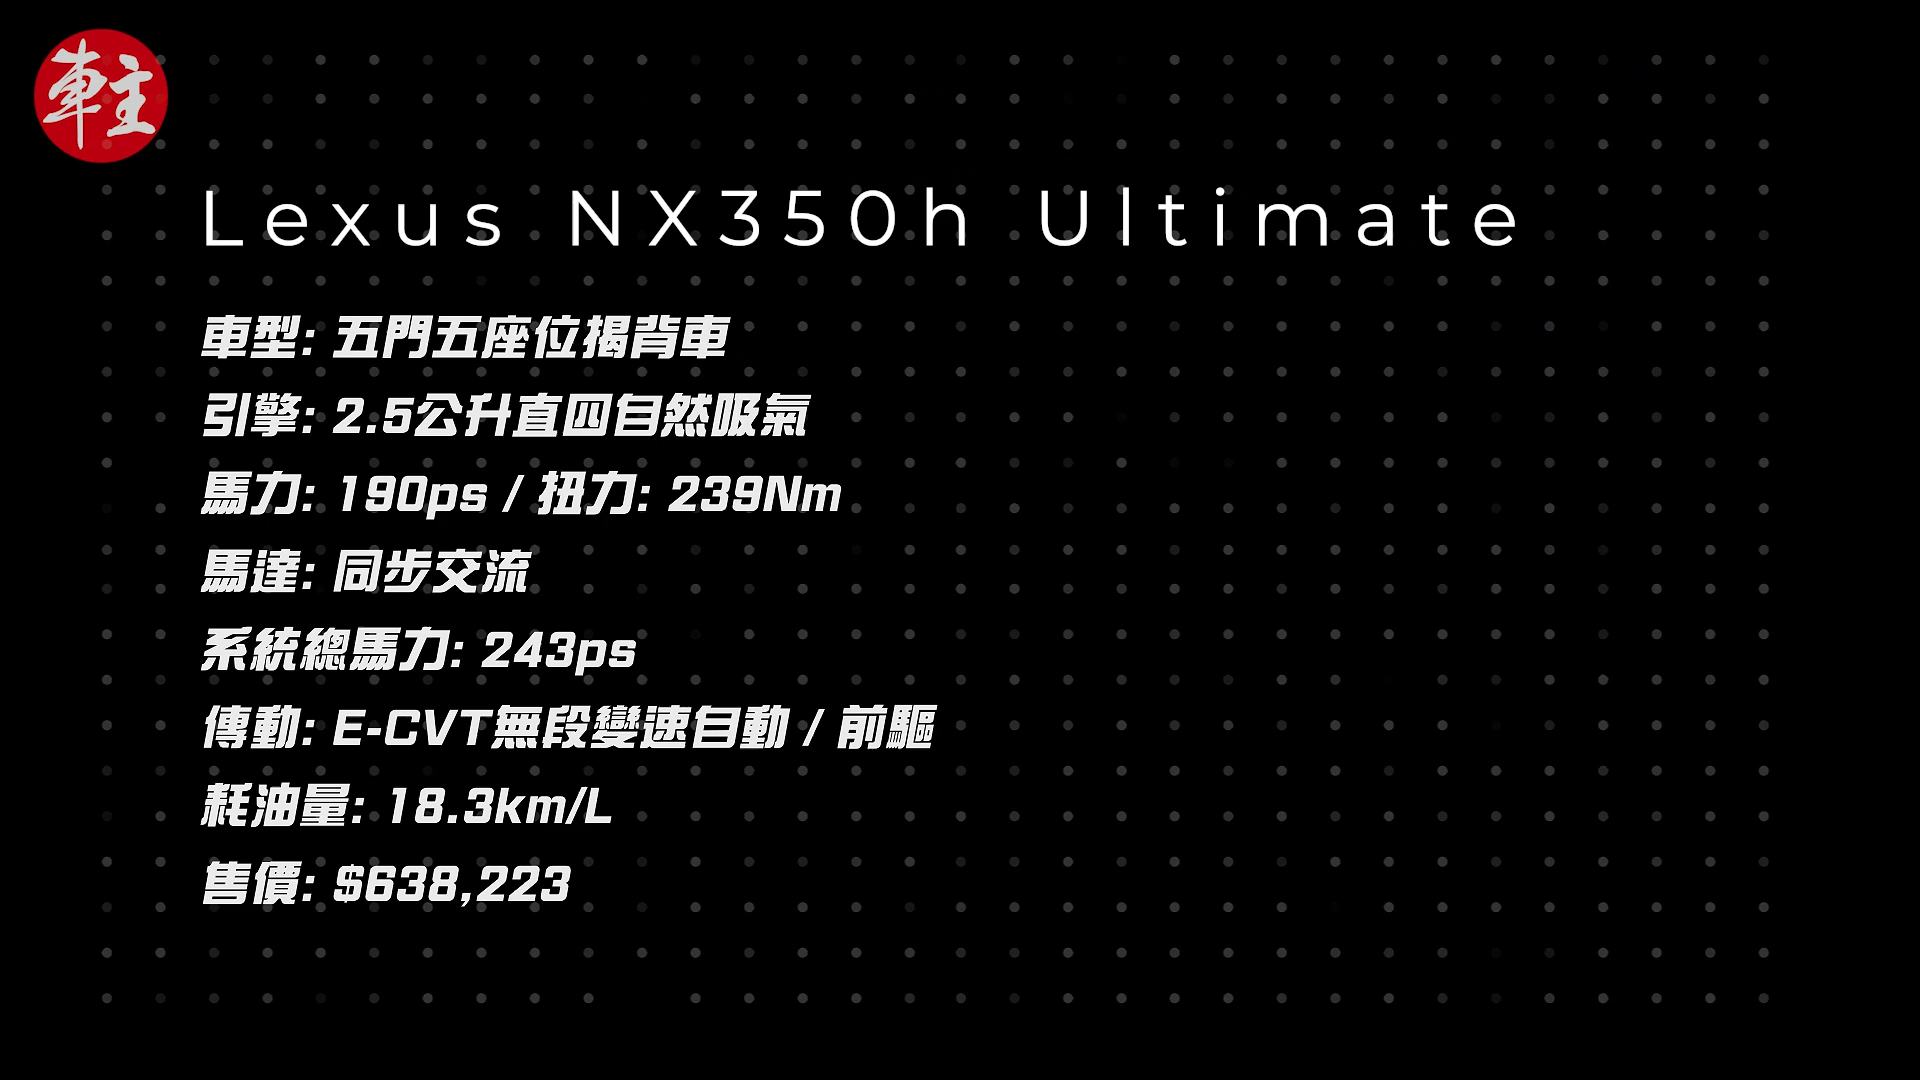 車主
Lexus NX350h Ultimate
車型: 五門五座位揭背車
引擎: 2.5公升直四自然吸氣
馬力: 190ps / 扭力: 239Nm
馬達: 同步交流
系統總馬力: 243ps
傳動: E-CVT無段變速自動 / 前驅
耗油量: 18.3km/L
售價: $638,223